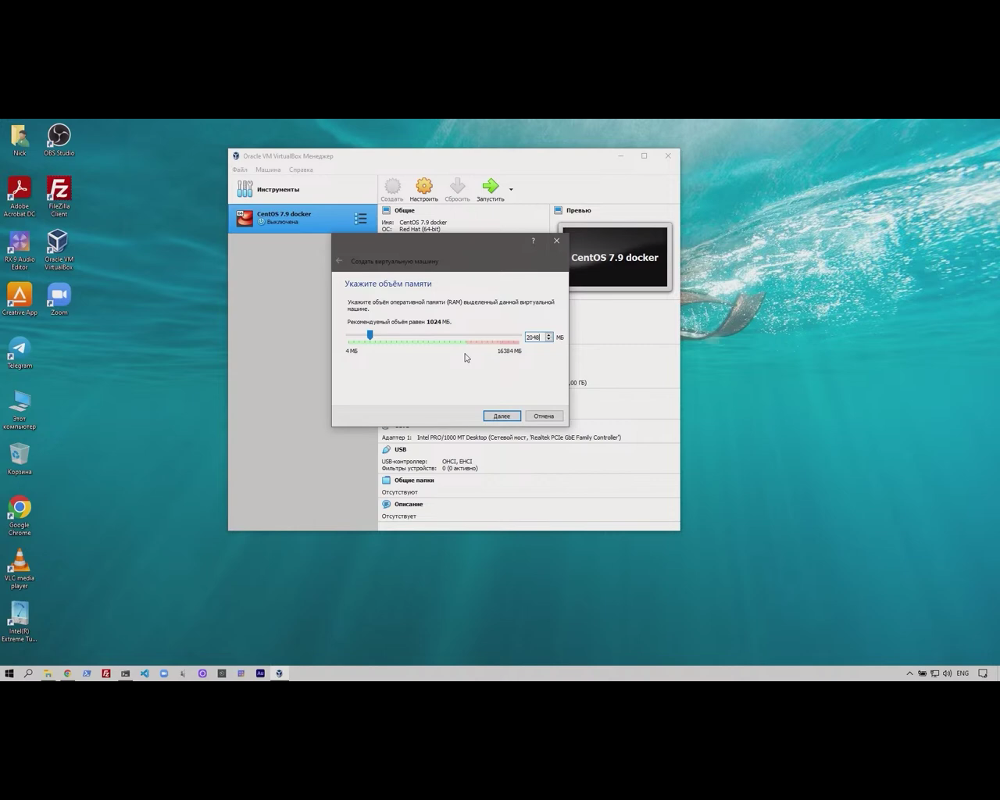 Nick
OBS Studio
Adobe
Acrobat DC
FileZilla
Client
RX 9 Audio
Editor
Oracle VM
VirtualBox
Creative App
Zoom
Telegram
Этот
компьютер
Корзина
Google
Chrome
VLC media
player
Intel(R)
Extreme Tu...
Oracle VM VirtualBox Менеджер
Файл Машина Справка
Инструменты
Создать Настроить Сбросить Запустить
CentOS 7.9 docker
Выключена
Общие
Имя: CentOS 7.9 docker
ОС: Red Hat (64-bit)
Превью
CentOS 7.9 docker
? 
Создать виртуальную машину
Укажите объём памяти
Укажите объём оперативной памяти (RAM) выделенный данной виртуальной
машине.
Рекомендуемый объём равен 1024 МБ.
2048 МБ
4 МБ 16384 МБ
Далее Отмена
,00 ГБ)
Адаптер 1: Intel PRO/1000 MT Desktop (Сетевой мост, 'Realtek PCIe GbE Family Controller')
USB
USB-контроллер: OHCI, EHCI
Фильтры устройств: 0 (0 активно)
Общие папки
Отсутствуют
Описание
Отсутствует
Au
ENG